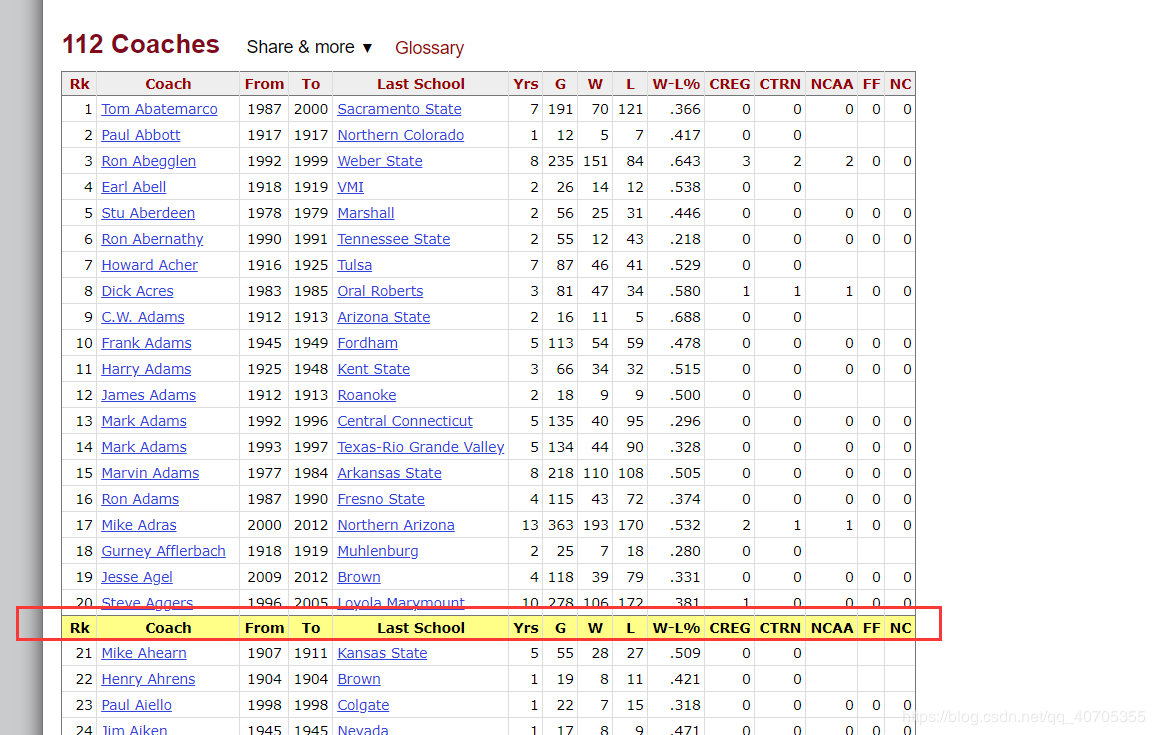 112 Coaches Share & more ▼ Glossary
Rk Coach From To Last School Yrs G W L W-L% CREG CTRN NCAA FF NC
1 Tom Abatemarco 1987 2000 Sacramento State 7 191 70 121 .366 0 0 0 0 0
2 Paul Abbott 1917 1917 Northern Colorado 1 12 5 7 .417 0 0
3 Ron Abegglen 1992 1999 Weber State 8 235 151 84 .643 3 2 2 0 0
4 Earl Abell 1918 1919 VMI 2 26 14 12 .538 0 0
5 Stu Aberdeen 1978 1979 Marshall 2 56 25 31 .446 0 0 0 0 0
6 Ron Abernathy 1990 1991 Tennessee State 2 55 12 43 .218 0 0 0 0 0
7 Howard Acher 1916 1925 Tulsa 7 87 46 41 .529 0 0
8 Dick Acres 1983 1985 Oral Roberts 3 81 47 34 .580 1 1 1 0 0
9 C.W. Adams 1912 1913 Arizona State 2 16 11 5 .688 0 0
10 Frank Adams 1945 1949 Fordham 5 113 54 59 .478 0 0 0 0 0
11 Harry Adams 1925 1948 Kent State 3 66 34 32 .515 0 0 0 0 0
12 James Adams 1912 1913 Roanoke 2 18 9 9 .500 0 0
13 Mark Adams 1992 1996 Central Connecticut 5 135 40 95 .296 0 0 0 0 0
14 Mark Adams 1993 1997 Texas-Rio Grande Valley 5 134 44 90 .328 0 0 0 0 0
15 Marvin Adams 1977 1984 Arkansas State 8 218 110 108 .505 0 0 0 0 0
16 Ron Adams 1987 1990 Fresno State 4 115 43 72 .374 0 0 0 0 0
17 Mike Adras 2000 2012 Northern Arizona 13 363 193 170 .532 2 1 1 0 0
18 Gurney Afflerbach 1918 1919 Muhlenburg 2 25 7 18 .280 0 0
19 Jesse Agel 2009 2012 Brown 4 118 39 79 .331 0 0 0 0 0
20 Steve Aggers 1996 2005 Loyola Marymount 10 278 106 172 .381 1 0 0 0 0
Rk Coach From To Last School Yrs G W L W-L% CREG CTRN NCAA FF NC
21 Mike Ahearn 1907 1911 Kansas State 5 55 28 27 .509 0 0
22 Henry Ahrens 1904 1904 Brown 1 19 8 11 .421 0 0
23 Paul Aiello 1998 1998 Colgate 1 22 7 15 .318 0 0 0 0 0
24 Jim Aiken 1945 1945 Nevada 1 17 8 9 .471 0 0
https://blog.csdn.net/qq_40705355